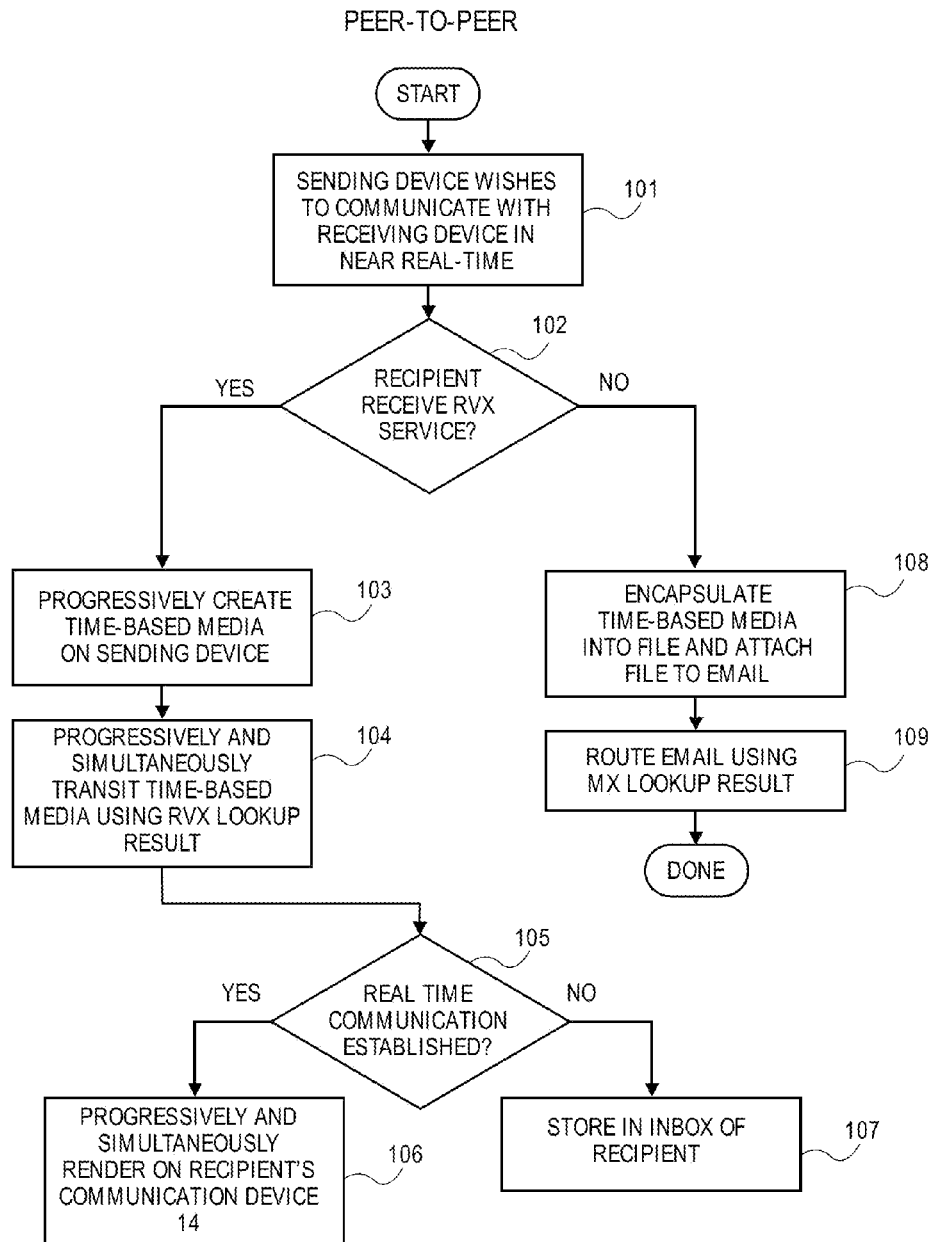 PEER-TO-PEER
START
SENDING DEVICE WISHES
TO COMMUNICATE WITH
RECEIVING DEVICE IN
NEAR REAL-TIME
101
102
RECIPIENT
RECEIVE RVX
SERVICE?
YES
NO
PROGRESSIVELY CREATE
TIME-BASED MEDIA
ON SENDING DEVICE
103
PROGRESSIVELY AND
SIMULTANEOUSLY
TRANSIT TIME-BASED
MEDIA USING RVX LOOKUP
RESULT
104
ENCAPSULATE
TIME-BASED MEDIA
INTO FILE AND ATTACH
FILE TO EMAIL
108
ROUTE EMAIL USING
MX LOOKUP RESULT
109
DONE
105
REAL TIME
COMMUNICATION
ESTABLISHED?
YES
NO
PROGRESSIVELY AND
SIMULTANEOUSLY
RENDER ON RECIPIENT'S
COMMUNICATION DEVICE
14
106
STORE IN INBOX OF
RECIPIENT
107